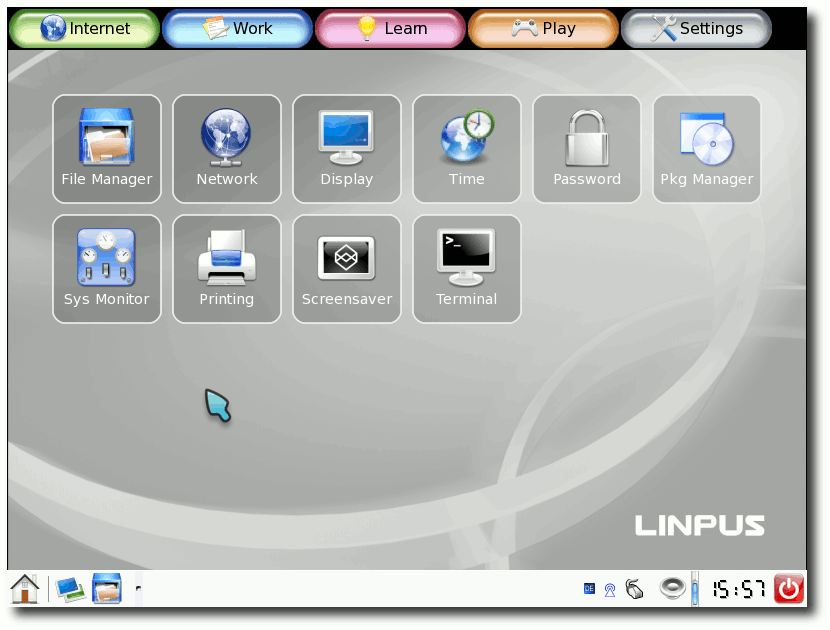 Internet Work Learn Play Settings
File Manager Network Display Time Password Pkg Manager
>_
Sys Monitor Printing Screensaver Terminal
LINPUS
DE 15:57